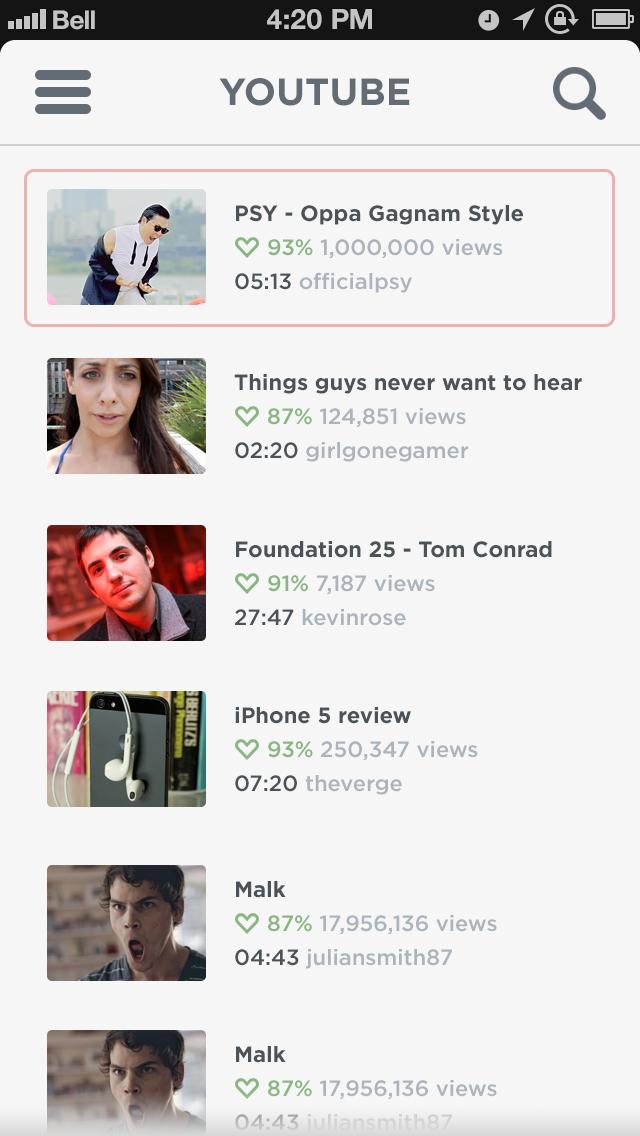 Bell 4:20 PM
YOUTUBE
PSY - Oppa Gagnam Style
93% 1,000,000 views
05:13 officialpsy
Things guys never want to hear
87% 124,851 views
02:20 girlgonegamer
Foundation 25 - Tom Conrad
91% 7,187 views
27:47 kevinrose
iPhone 5 review
93% 250,347 views
07:20 theverge
Malk
87% 17,956,136 views
04:43 juliansmith87
Malk
87% 17,956,136 views
04:43 juliansmith87